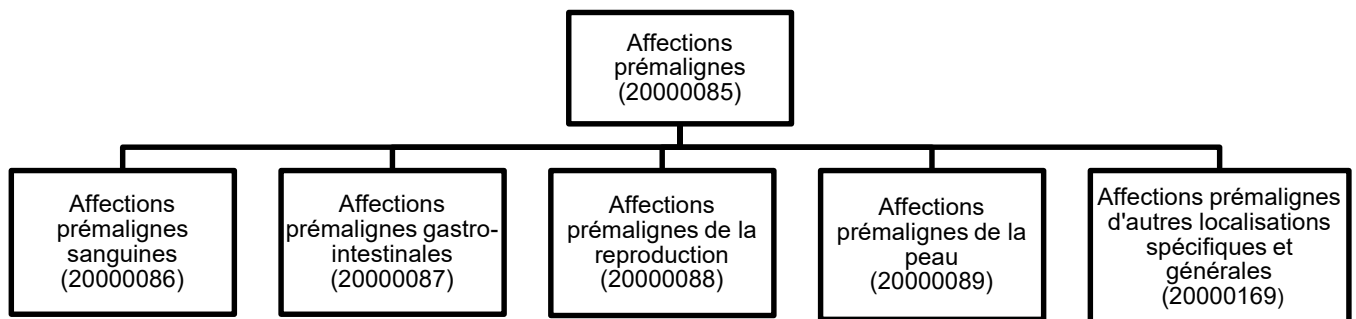 Affections
prémalignes
(20000085)
Affections
prémalignes
sanguines
(20000086)
Affections
prémalignes gastro-
intestinales
(20000087)
Affections
prémalignes de la
reproduction
(20000088)
Affections
prémalignes de la
peau
(20000089)
Affections prémalignes
d'autres localisations
spécifiques et
générales
(20000169)